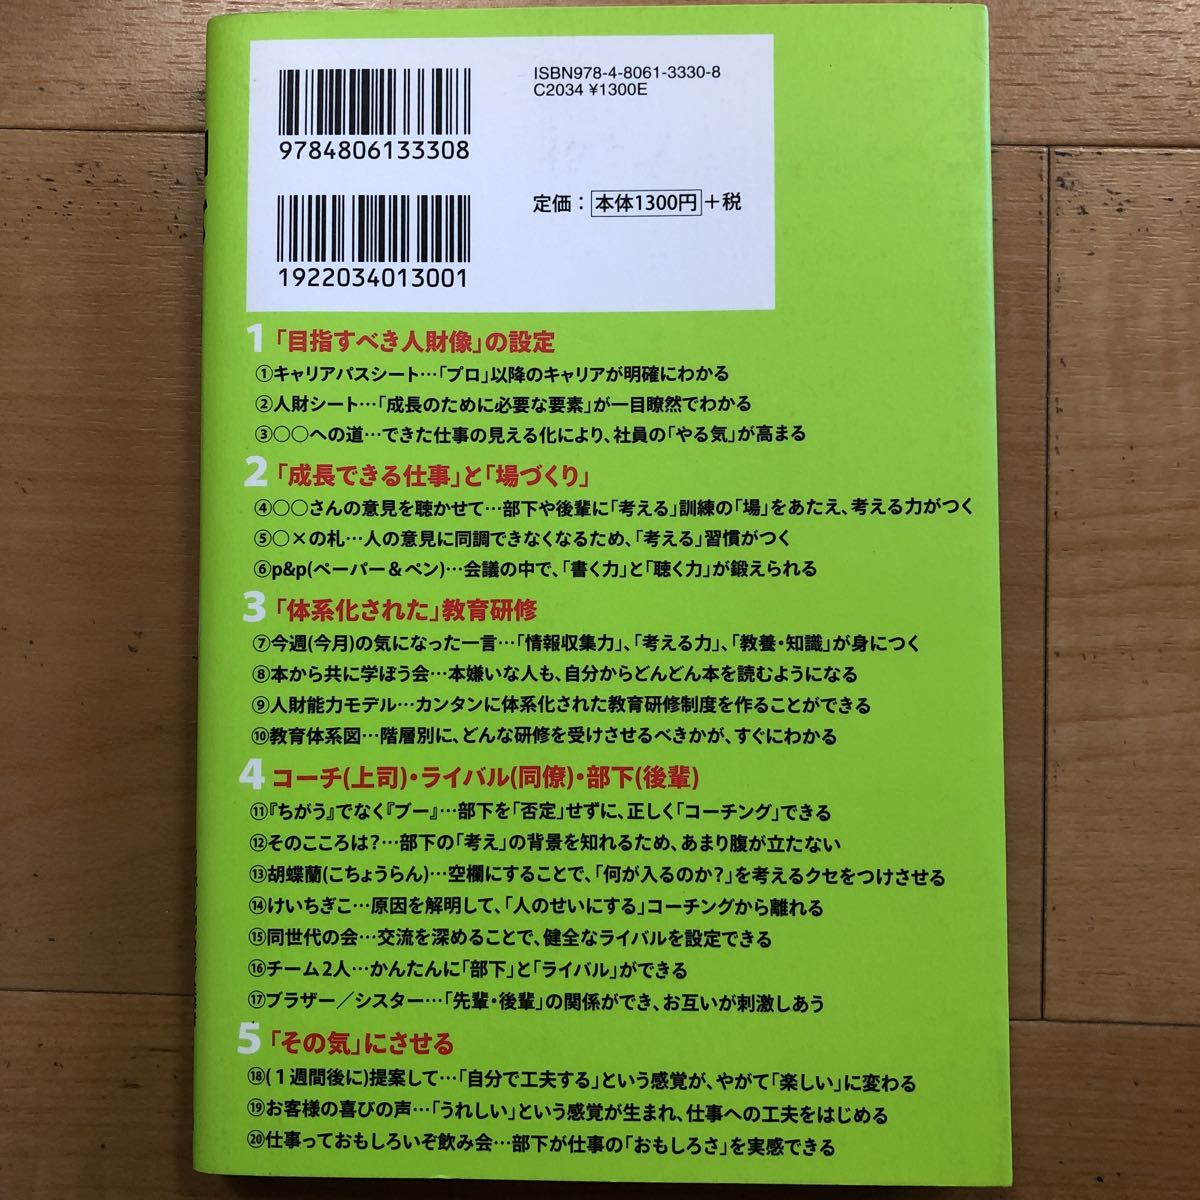 ISBN978-4-8061-3330-8
C2034 ¥1300E
9784806133308
定価：本体1300円＋税
1922034013001
1 「目指すべき人財像」の設定
①キャリアパスシート…「プロ」以降のキャリアが明確にわかる
②人財シート…「成長のために必要な要素」が一目瞭然でわかる
③○○への道…できた仕事の見える化により、社員の「やる気」が高まる
2 「成長できる仕事」と「場づくり」
④○○さんの意見を聴かせて…部下や後輩に「考える」訓練の「場」をあたえ、考える力がつく
⑤○×の札…人の意見に同調できなくなるため、「考える」習慣がつく
⑥p&p(ペーパー＆ペン)…会議の中で、「書く力」と「聴く力」が鍛えられる
3 「体系化された」教育研修
⑦今週(今月)の気になった一言…「情報収集力」、「考える力」、「教養・知識」が身につく
⑧本から共に学ぼう会…本嫌いな人も、自分からどんどん本を読むようになる
⑨人財能力モデル…カンタンに体系化された教育研修制度を作ることができる
⑩教育体系図…階層別に、どんな研修を受けさせるべきかが、すぐにわかる
4 コーチ(上司)・ライバル(同僚)・部下(後輩)
⑪『ちがう』でなく『ブー』…部下を「否定」せずに、正しく「コーチング」できる
⑫そのこころは？…部下の「考え」の背景を知れるため、あまり腹が立たない
⑬胡蝶蘭(こちょうらん)…空欄にすることで、「何が入るのか？」を考えるクセをつけさせる
⑭けいちぎこ…原因を解明して、「人のせいにする」コーチングから離れる
⑮同世代の会…交流を深めることで、健全なライバルを設定できる
⑯チーム2人…かんたんに「部下」と「ライバル」ができる
⑰ブラザー／シスター…「先輩・後輩」の関係ができ、お互いが刺激しあう
5 「その気」にさせる
⑱(１週間後に)提案して…「自分で工夫する」という感覚が、やがて「楽しい」に変わる
⑲お客様の喜びの声…「うれしい」という感覚が生まれ、仕事への工夫をはじめる
⑳仕事っておもしろいぞ飲み会…部下が仕事の「おもしろさ」を実感できる